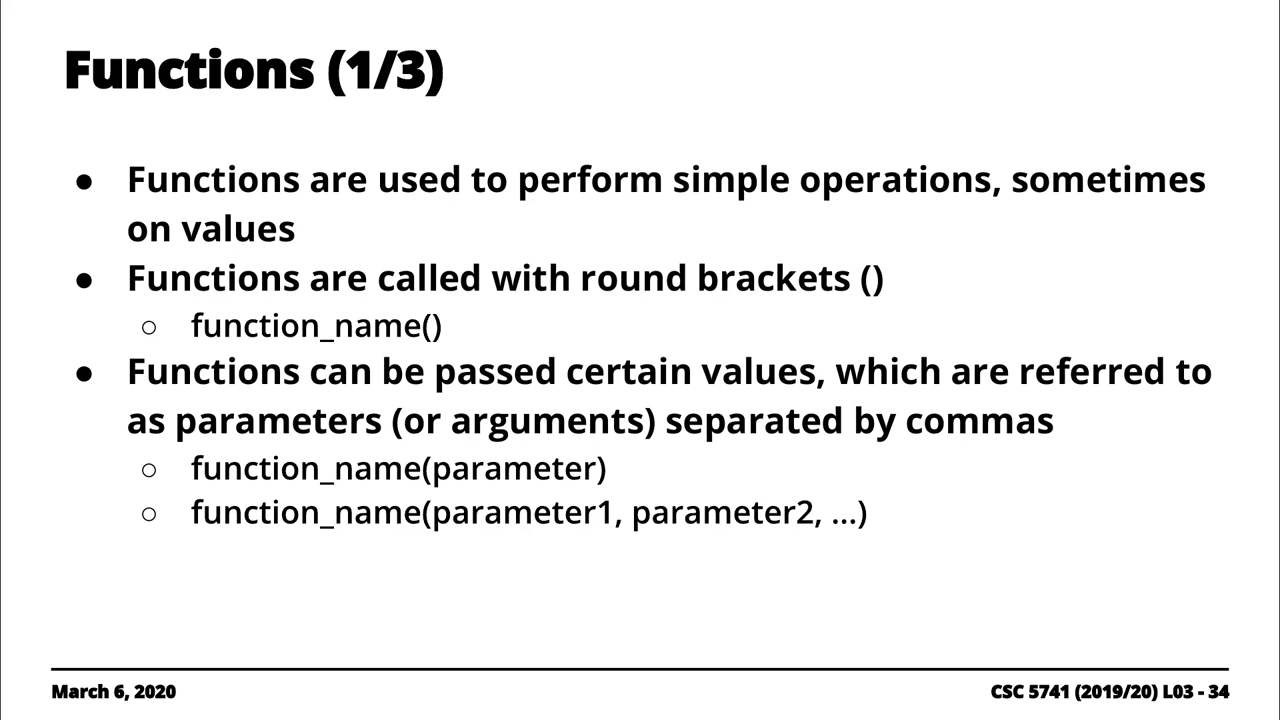 Functions (1/3)
● Functions are used to perform simple operations, sometimes
on values
● Functions are called with round brackets ()
○ function_name()
● Functions can be passed certain values, which are referred to
as parameters (or arguments) separated by commas
○ function_name(parameter)
○ function_name(parameter1, parameter2, ...)
March 6, 2020
CSC 5741 (2019/20) L03 - 34